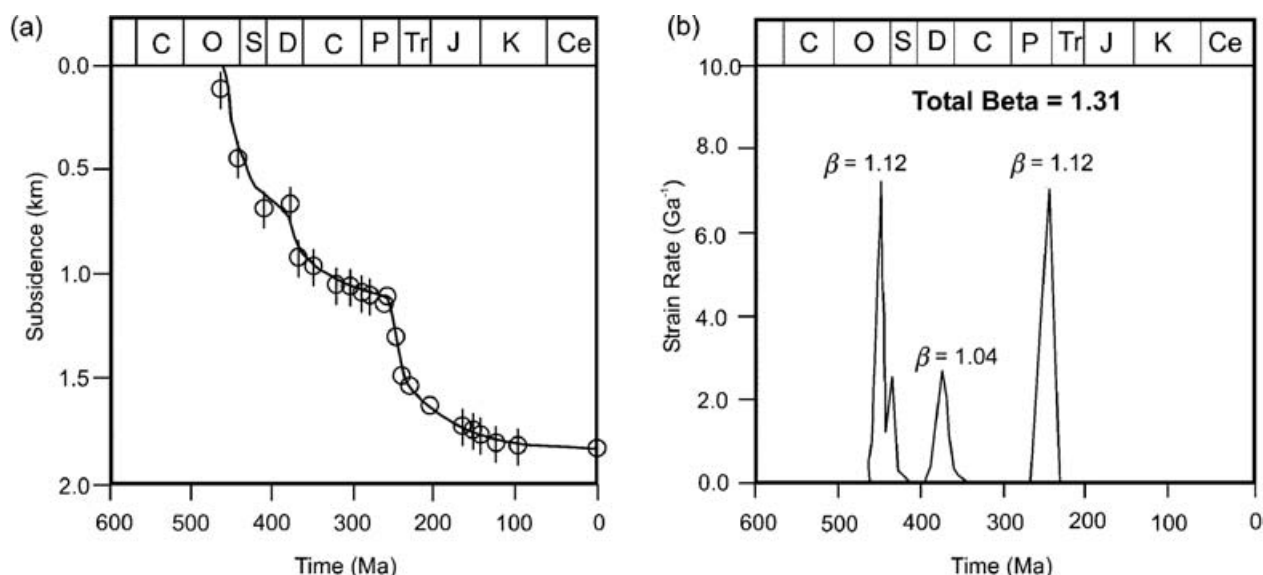 (a)
C O S D C P Tr J K Ce
0.0
0.5
1.0
1.5
2.0
Subsidence (km)
600 500 400 300 200 100 0
Time (Ma)
(b)
C O S D C P Tr J K Ce
10.0
8.0
6.0
4.0
2.0
0.0
Strain Rate (Ga⁻¹)
Total Beta = 1.31
β = 1.12
β = 1.12
β = 1.04
600 500 400 300 200 100 0
Time (Ma)